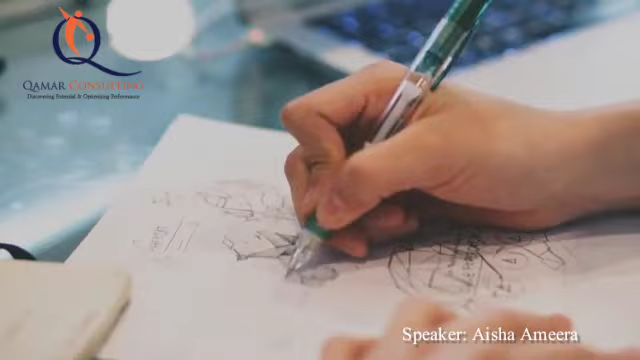 QAMAR CONSULTING
Discovering Potential & Optimizing Performance
Speaker: Aisha Ameera